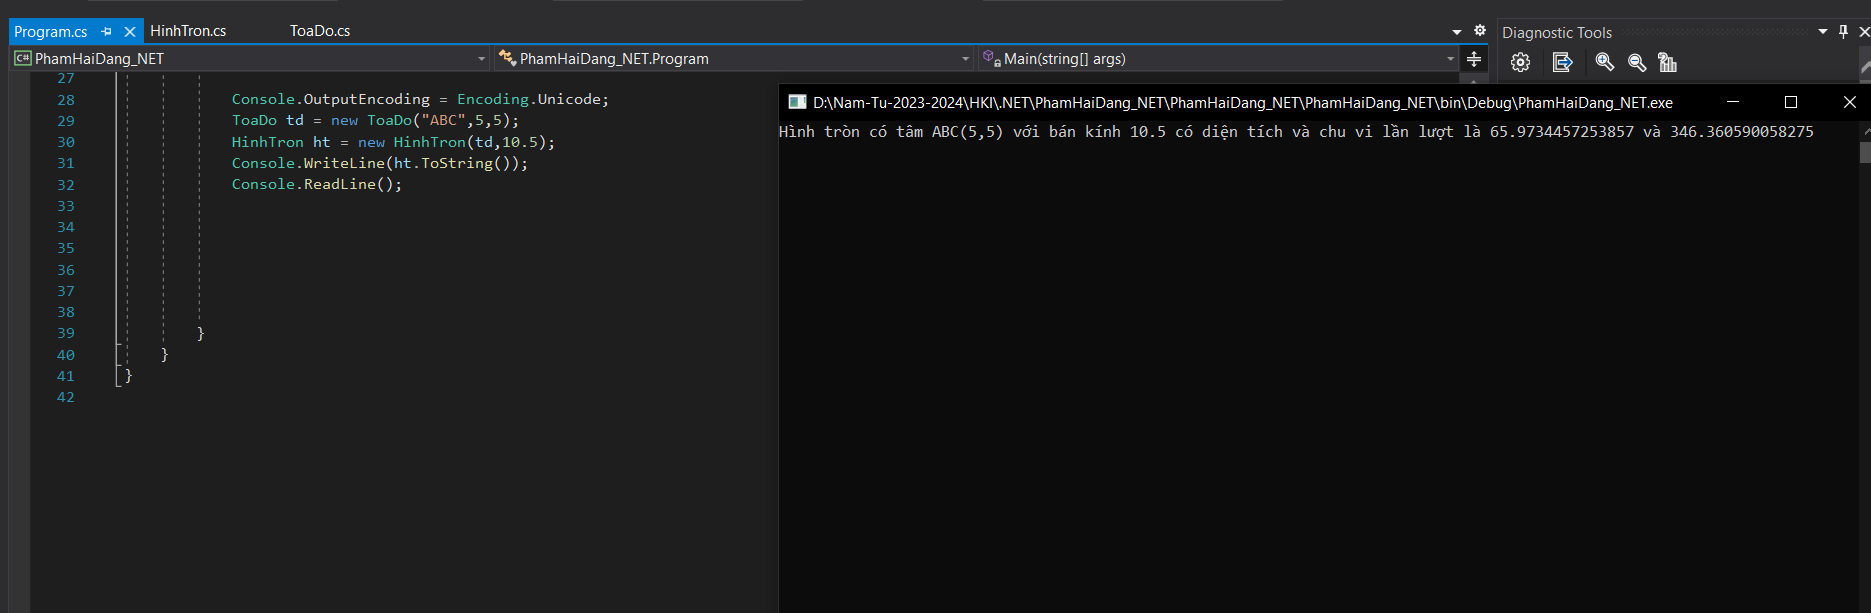 Program.cs HinhTron.cs ToaDo.cs
Diagnostic Tools
C# PhamHaiDang_NET PhamHaiDang_NET.Program Main(string[] args)
27
28 Console.OutputEncoding = Encoding.Unicode;
29 ToaDo td = new ToaDo("ABC",5,5);
30 HinhTron ht = new HinhTron(td,10.5);
31 Console.WriteLine(ht.ToString());
32 Console.ReadLine();
33
34
35
36
37
38
39 }
40 }
41 }
42
D:\Nam-Tu-2023-2024\HKI\.NET\PhamHaiDang_NET\PhamHaiDang_NET\PhamHaiDang_NET\bin\Debug\PhamHaiDang_NET.exe
Hình tròn có tâm ABC(5,5) với bán kính 10.5 có diện tích và chu vi lần lượt là 65.9734457253857 và 346.360590058275